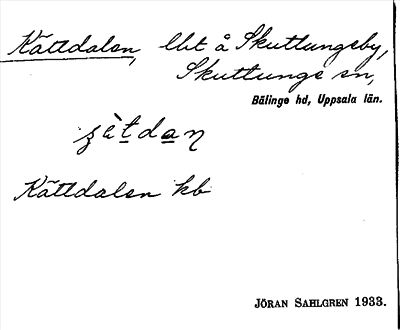 Kättdalen, lht å Skuttungeby,
Skuttunge sn,
Bälinge hd, Uppsala län.
Kättdalen kb
JÖRAN SAHLGREN 1933.